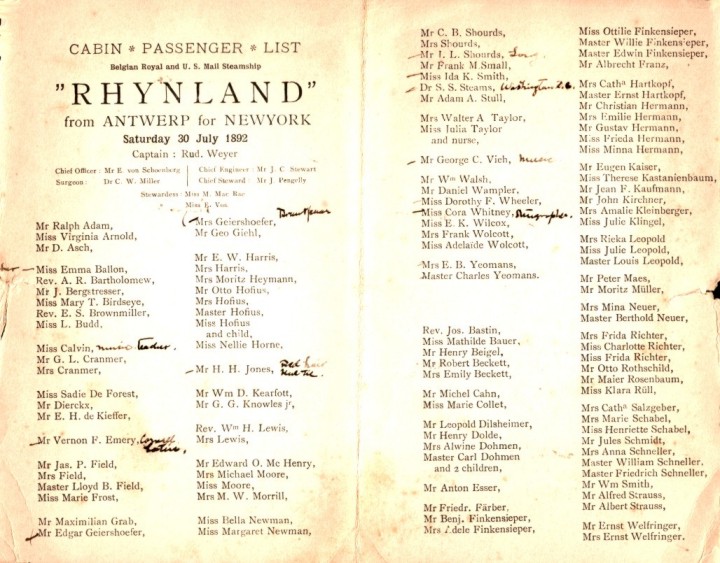 CABIN * PASSENGER * LIST
Belgian Royal and U. S. Mail Steamship
"RHYNLAND"
from ANTWERP for NEWYORK
Saturday 30 July 1892
Captain : Rud. Weyer
Chief Officer : Mr E. von Schoenberg
Surgeon : Dr C. W. Miller
Chief Engineer : Mr J. C. Stewart
Chief Steward : Mr J. Pengelly
Stewardess : Miss M. Mac Rae
Miss E. Vos
Mr Ralph Adam,
Miss Virginia Arnold,
Mr D. Asch,
Miss Emma Ballon,
Rev. A. R. Bartholomew,
Mr J. Bergstresser,
Miss Mary T. Birdseye,
Rev. E. S. Brownmiller,
Miss L. Budd.
Miss Calvin, music teacher.
Mr G. L. Cranmer,
Mrs Cranmer,
Miss Sadie De Forest,
Mr Dierckx,
Mr E. H. de Kieffer,
Mr Vernon F. Emery, Cornell
Mr Jas. P. Field,
Mrs Field,
Master Lloyd B. Field,
Miss Marie Frost,
Mr Maximilian Grab,
Mr Edgar Geiershoefer,
Mrs Geiershoefer,
Mr Geo Giehl,
Mr E. W. Harris,
Mrs Harris,
Mrs Moritz Heymann,
Mr Otto Hofius,
Mrs Hofius,
Master Hofius,
Miss Hofius
and child,
Miss Nellie Horne,
Mr H. H. Jones,
Mr Wm D. Kearfott,
Mr G. G. Knowles jr,
Rev. Wm H. Lewis,
Mrs Lewis,
Mr Edward O. Mc Henry,
Mrs Michael Moore,
Miss Moore,
Mrs M. W. Morrill,
Miss Bella Newman,
Miss Margaret Newman,
Mr C. B. Shourds,
Mrs Shourds,
Mr I. L. Shourds, Son
Mr Frank M. Small,
Miss Ida K. Smith,
Dr S. S. Stearns, Washington D.C.
Mr Adam A. Stull,
Mrs Walter A Taylor,
Miss Julia Taylor
and nurse,
Mr George C. Vieh, music
Mr Wm Walsh,
Mr Daniel Wampler,
Miss Dorothy F. Wheeler,
Miss Cora Whitney,
Miss E. K. Wilcox,
Mrs Frank Wolcott,
Miss Adelaïde Wolcott,
Mrs E. B. Yeomans,
Master Charles Yeomans.
Rev. Jos. Bastin,
Miss Mathilde Bauer,
Mr Henry Beigel,
Mr Robert Beckett,
Mrs Emily Beckett,
Mr Michel Cahn,
Miss Marie Collet,
Mr Leopold Dilsheimer,
Mr Henry Dolde,
Mrs Alwine Dohmen,
Master Carl Dohmen
and 2 children,
Mr Anton Esser,
Mr Friedr. Färber,
Mr Benj. Finkensieper,
Mrs Adele Finkensieper,
Miss Ottilie Finkensieper,
Master Willie Finkensieper,
Master Edwin Finkensieper,
Mr Albrecht Franz,
Mrs Catha Hartkopf,
Master Ernst Hartkopf,
Mr Christian Hermann,
Mrs Emilie Hermann,
Mr Gustav Hermann,
Miss Frieda Hermann,
Miss Minna Hermann,
Mr Eugen Kaiser,
Miss Therese Kastanienbaum,
Mr Jean F. Kaufmann,
Mr John Kirchner,
Mrs Amalie Kleinberger,
Miss Julie Klingel,
Mrs Rieka Leopold
Miss Julie Leopold,
Master Louis Leopold,
Mr Peter Maes,
Mr Moritz Müller,
Mrs Mina Neuer,
Master Berthold Neuer,
Mrs Frida Richter,
Miss Charlotte Richter,
Miss Frida Richter,
Mr Otto Rothschild,
Mr Maier Rosenbaum,
Miss Klara Rüll,
Mrs Catha Salzgeber,
Mrs Marie Schabel,
Miss Henriette Schabel,
Mr Jules Schmidt,
Mrs Anna Schneller,
Master William Schneller.
Master Friedrich Schneller,
Mr Wm Smith,
Mr Alfred Strauss,
Mr Albert Strauss,
Mr Ernst Welfringer,
Mrs Ernst Welfringer.